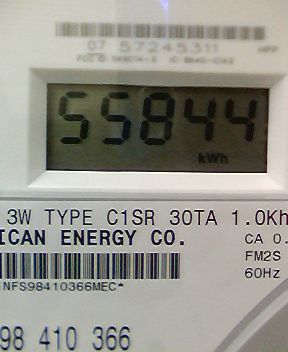 07 57245311
55844
kWh
3W TYPE C1SR 30TA 1.0Kh
ICAN ENERGY CO.
CA 0.
FM2S
60Hz
NFS98410366MEC*
98 410 366